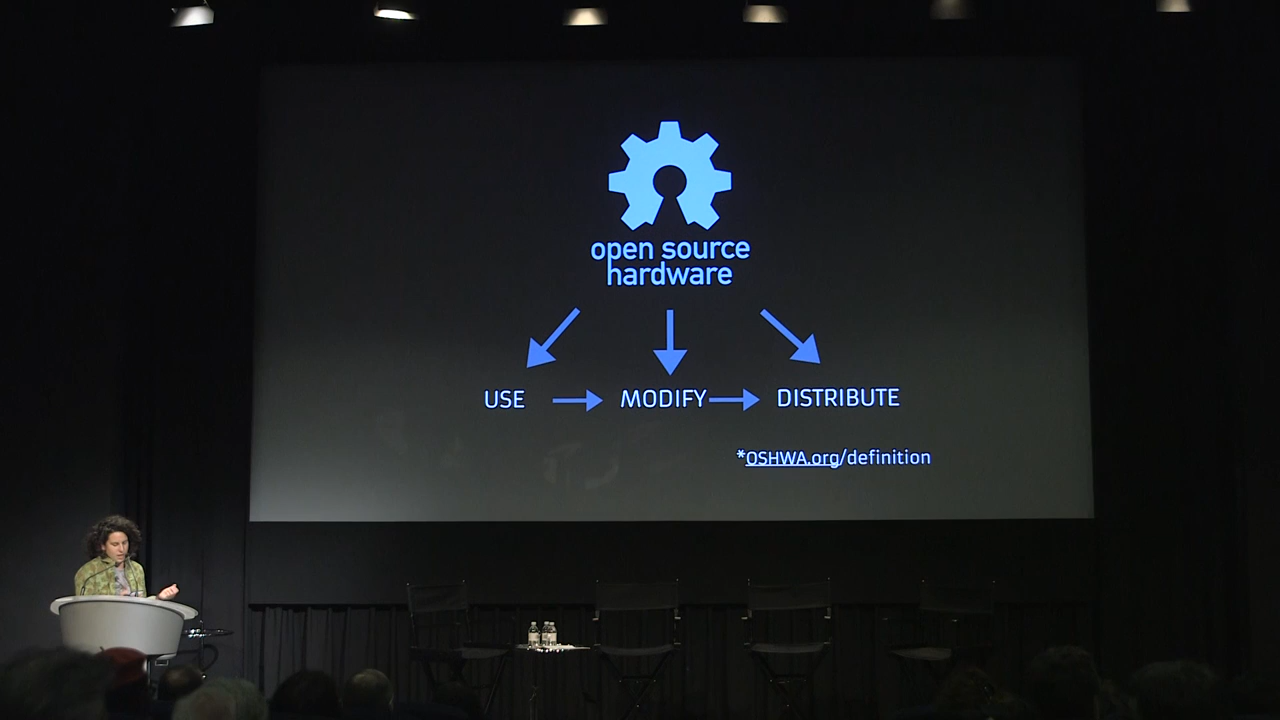 open source
hardware
USE
MODIFY
DISTRIBUTE
*OSHWA.org/definition